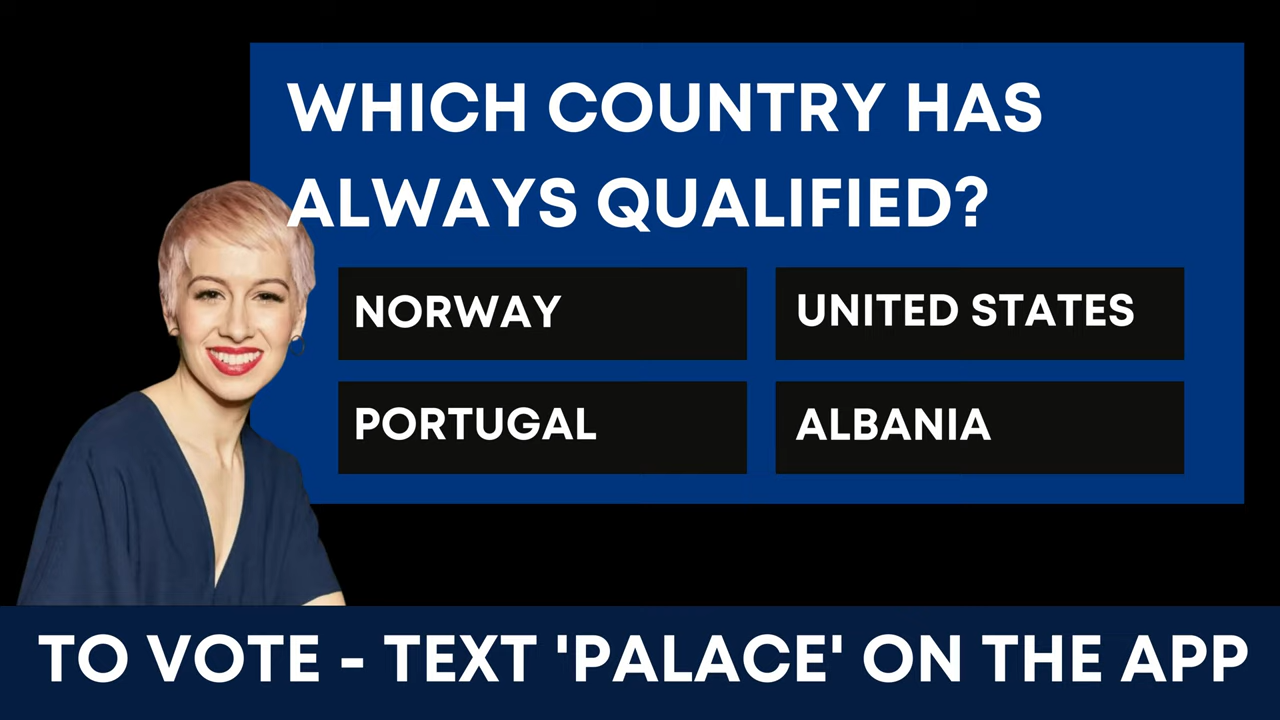 WHICH COUNTRY HAS
ALWAYS QUALIFIED?
NORWAY
UNITED STATES
PORTUGAL
ALBANIA
TO VOTE - TEXT 'PALACE' ON THE APP